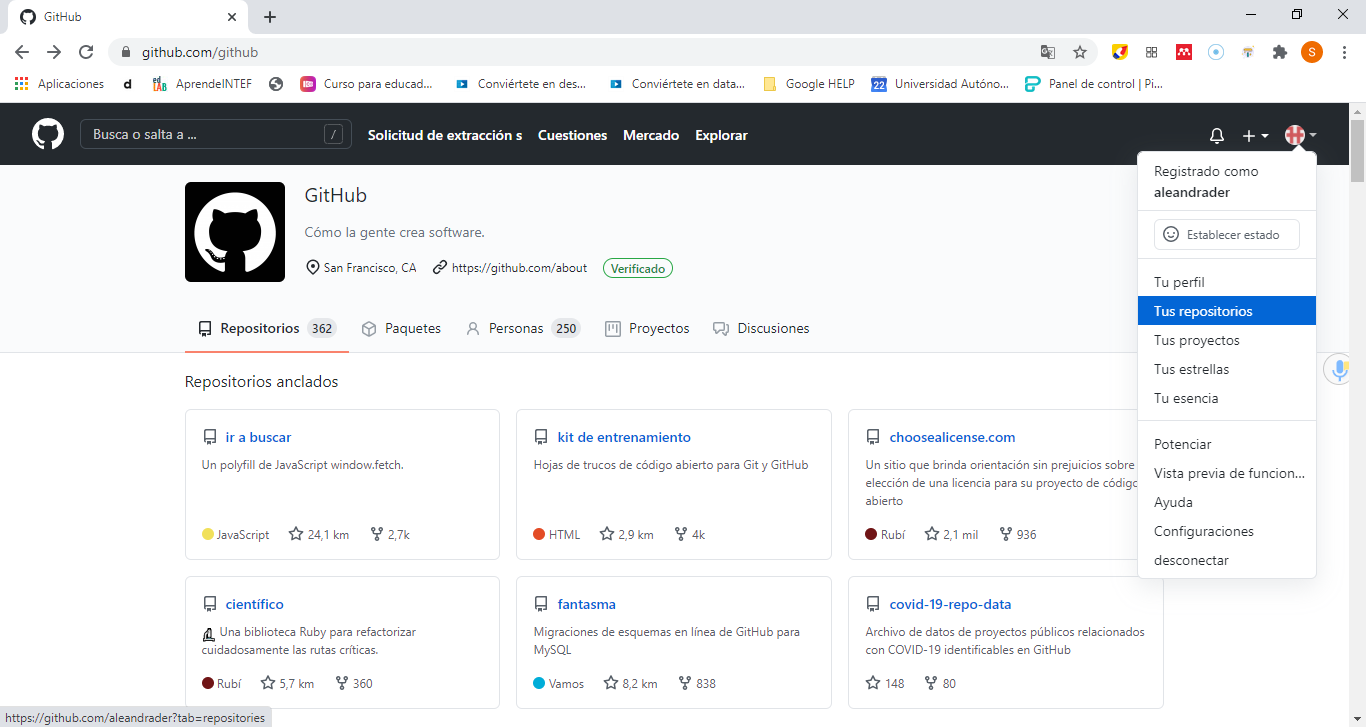 GitHub
github.com/github
S
Aplicaciones
d
ed
LAB
AprendeINTEF
Curso para educad...
Conviértete en des...
Conviértete en data...
Google HELP
22
Universidad Autóno...
Panel de control | Pi...
Busca o salta a ...
/
Solicitud de extracción s
Cuestiones
Mercado
Explorar
Registrado como
aleandrader
Establecer estado
Tu perfil
Tus repositorios
Tus proyectos
Tus estrellas
Tu esencia
Potenciar
Vista previa de funcion...
Ayuda
Configuraciones
desconectar
GitHub
Cómo la gente crea software.
San Francisco, CA
https://github.com/about
Verificado
Repositorios 362
Paquetes
Personas 250
Proyectos
Discusiones
Repositorios anclados
ir a buscar
Un polyfill de JavaScript window.fetch.
JavaScript 24,1 km 2,7k
kit de entrenamiento
Hojas de trucos de código abierto para Git y GitHub
HTML 2,9 km 4k
choosealicense.com
Un sitio que brinda orientación sin prejuicios sobre
elección de una licencia para su proyecto de código
abierto
Rubí 2,1 mil 936
científico
Una biblioteca Ruby para refactorizar
cuidadosamente las rutas críticas.
Rubí 5,7 km 360
fantasma
Migraciones de esquemas en línea de GitHub para
MySQL
Vamos 8,2 km 838
covid-19-repo-data
Archivo de datos de proyectos públicos relacionados
con COVID-19 identificables en GitHub
148 80
https://github.com/aleandrader?tab=repositories